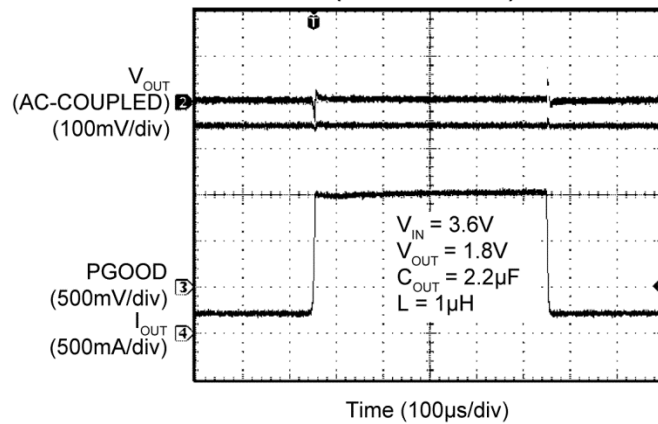 T
V_OUT
(AC-COUPLED) 2
(100mV/div)
V_IN = 3.6V
V_OUT = 1.8V
C_OUT = 2.2µF
L = 1µH
PGOOD
(500mV/div) 3
I_OUT
(500mA/div) 4
Time (100µs/div)